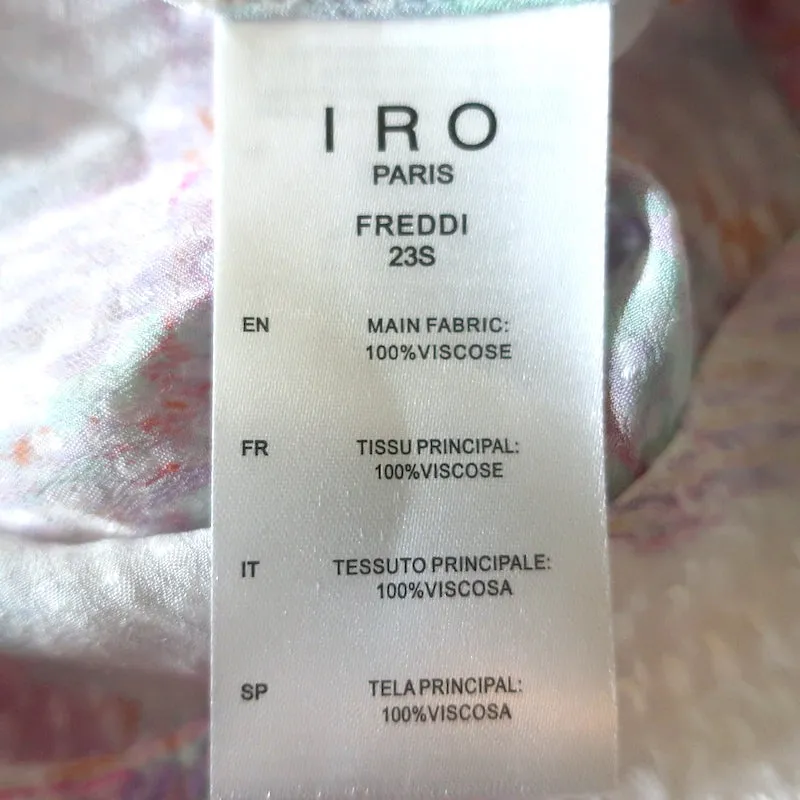 IRO
PARIS
FREDDI
23S
EN MAIN FABRIC:
100%VISCOSE
FR TISSU PRINCIPAL:
100%VISCOSE
IT TESSUTO PRINCIPALE:
100%VISCOSA
SP TELA PRINCIPAL:
100%VISCOSA